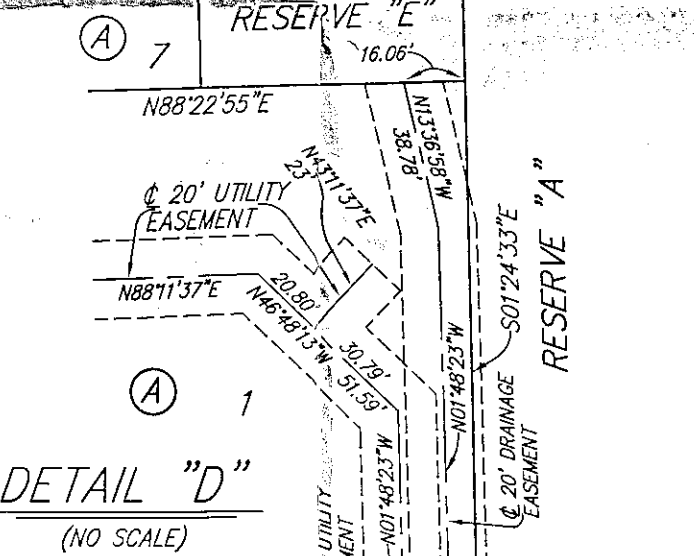 RESERVE "E"
A
7
16.06'
N88°22'55"E
N13°36'58"W
38.78'
N43°11'37"E
23'
℄ 20' UTILITY
EASEMENT
N88°11'37"E
20.80'
N46°48'13"W
30.79'
51.59'
S01°24'33"E
RESERVE "A"
N01°48'23"W
A
1
℄ 20' DRAINAGE
EASEMENT
N01°48'23"W
UTILITY
DETAIL "D"
(NO SCALE)